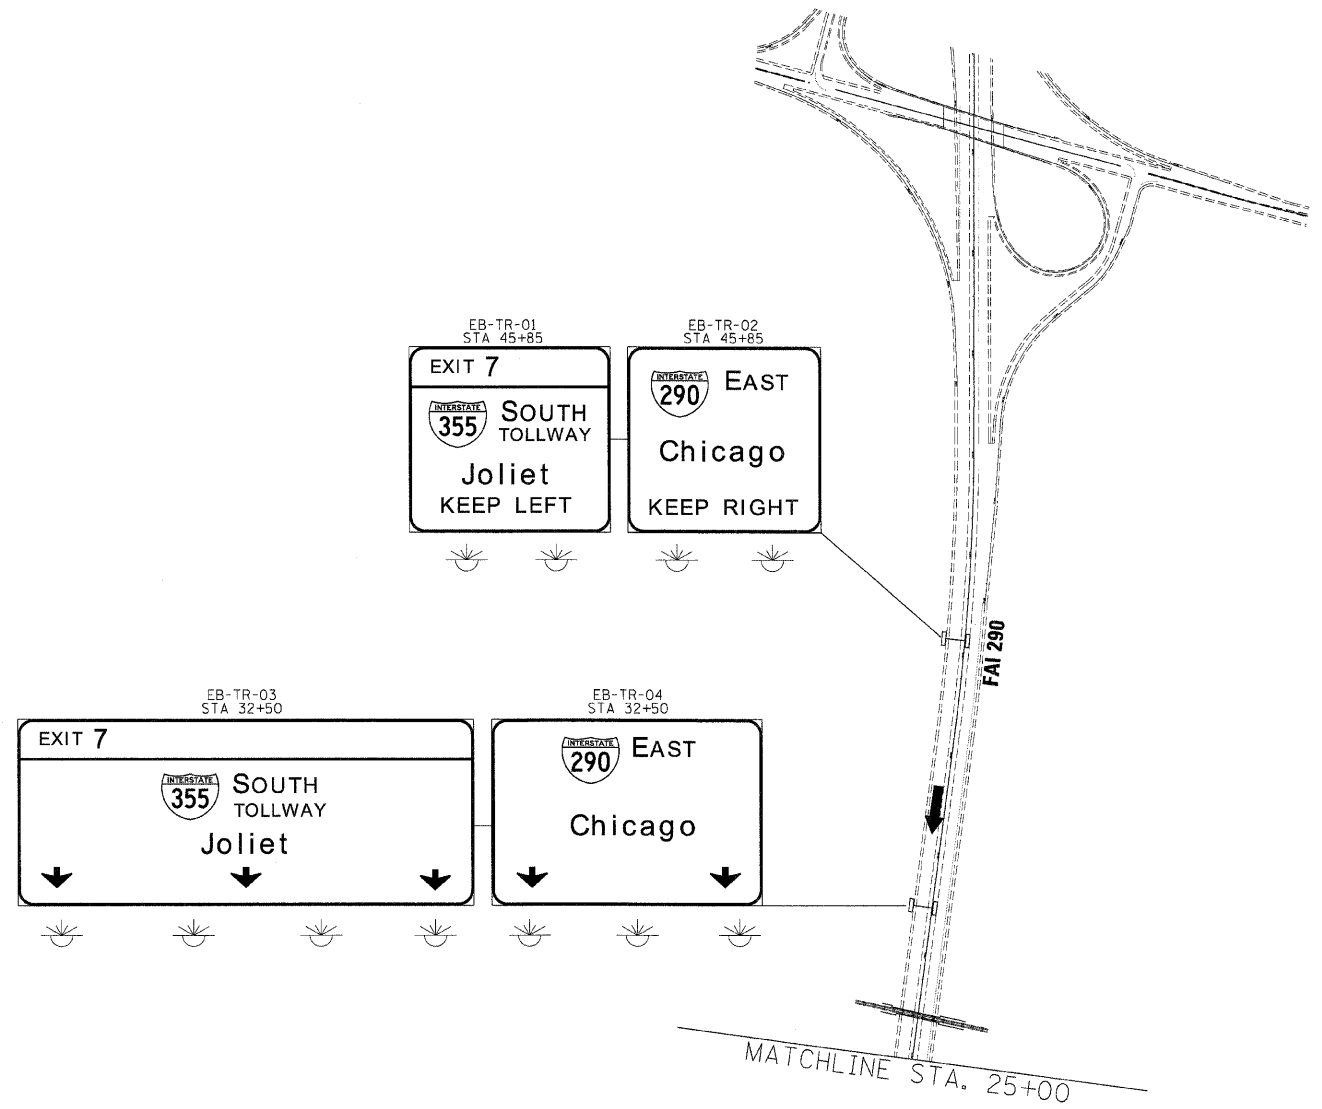 EB-TR-01
STA 45+85
EXIT 7
INTERSTATE
355
SOUTH
TOLLWAY
Joliet
KEEP LEFT
EB-TR-02
STA 45+85
INTERSTATE
290
EAST
Chicago
KEEP RIGHT
FAI 290
EB-TR-03
STA 32+50
EXIT 7
INTERSTATE
355
SOUTH
TOLLWAY
Joliet
EB-TR-04
STA 32+50
INTERSTATE
290
EAST
Chicago
MATCHLINE STA. 25+00